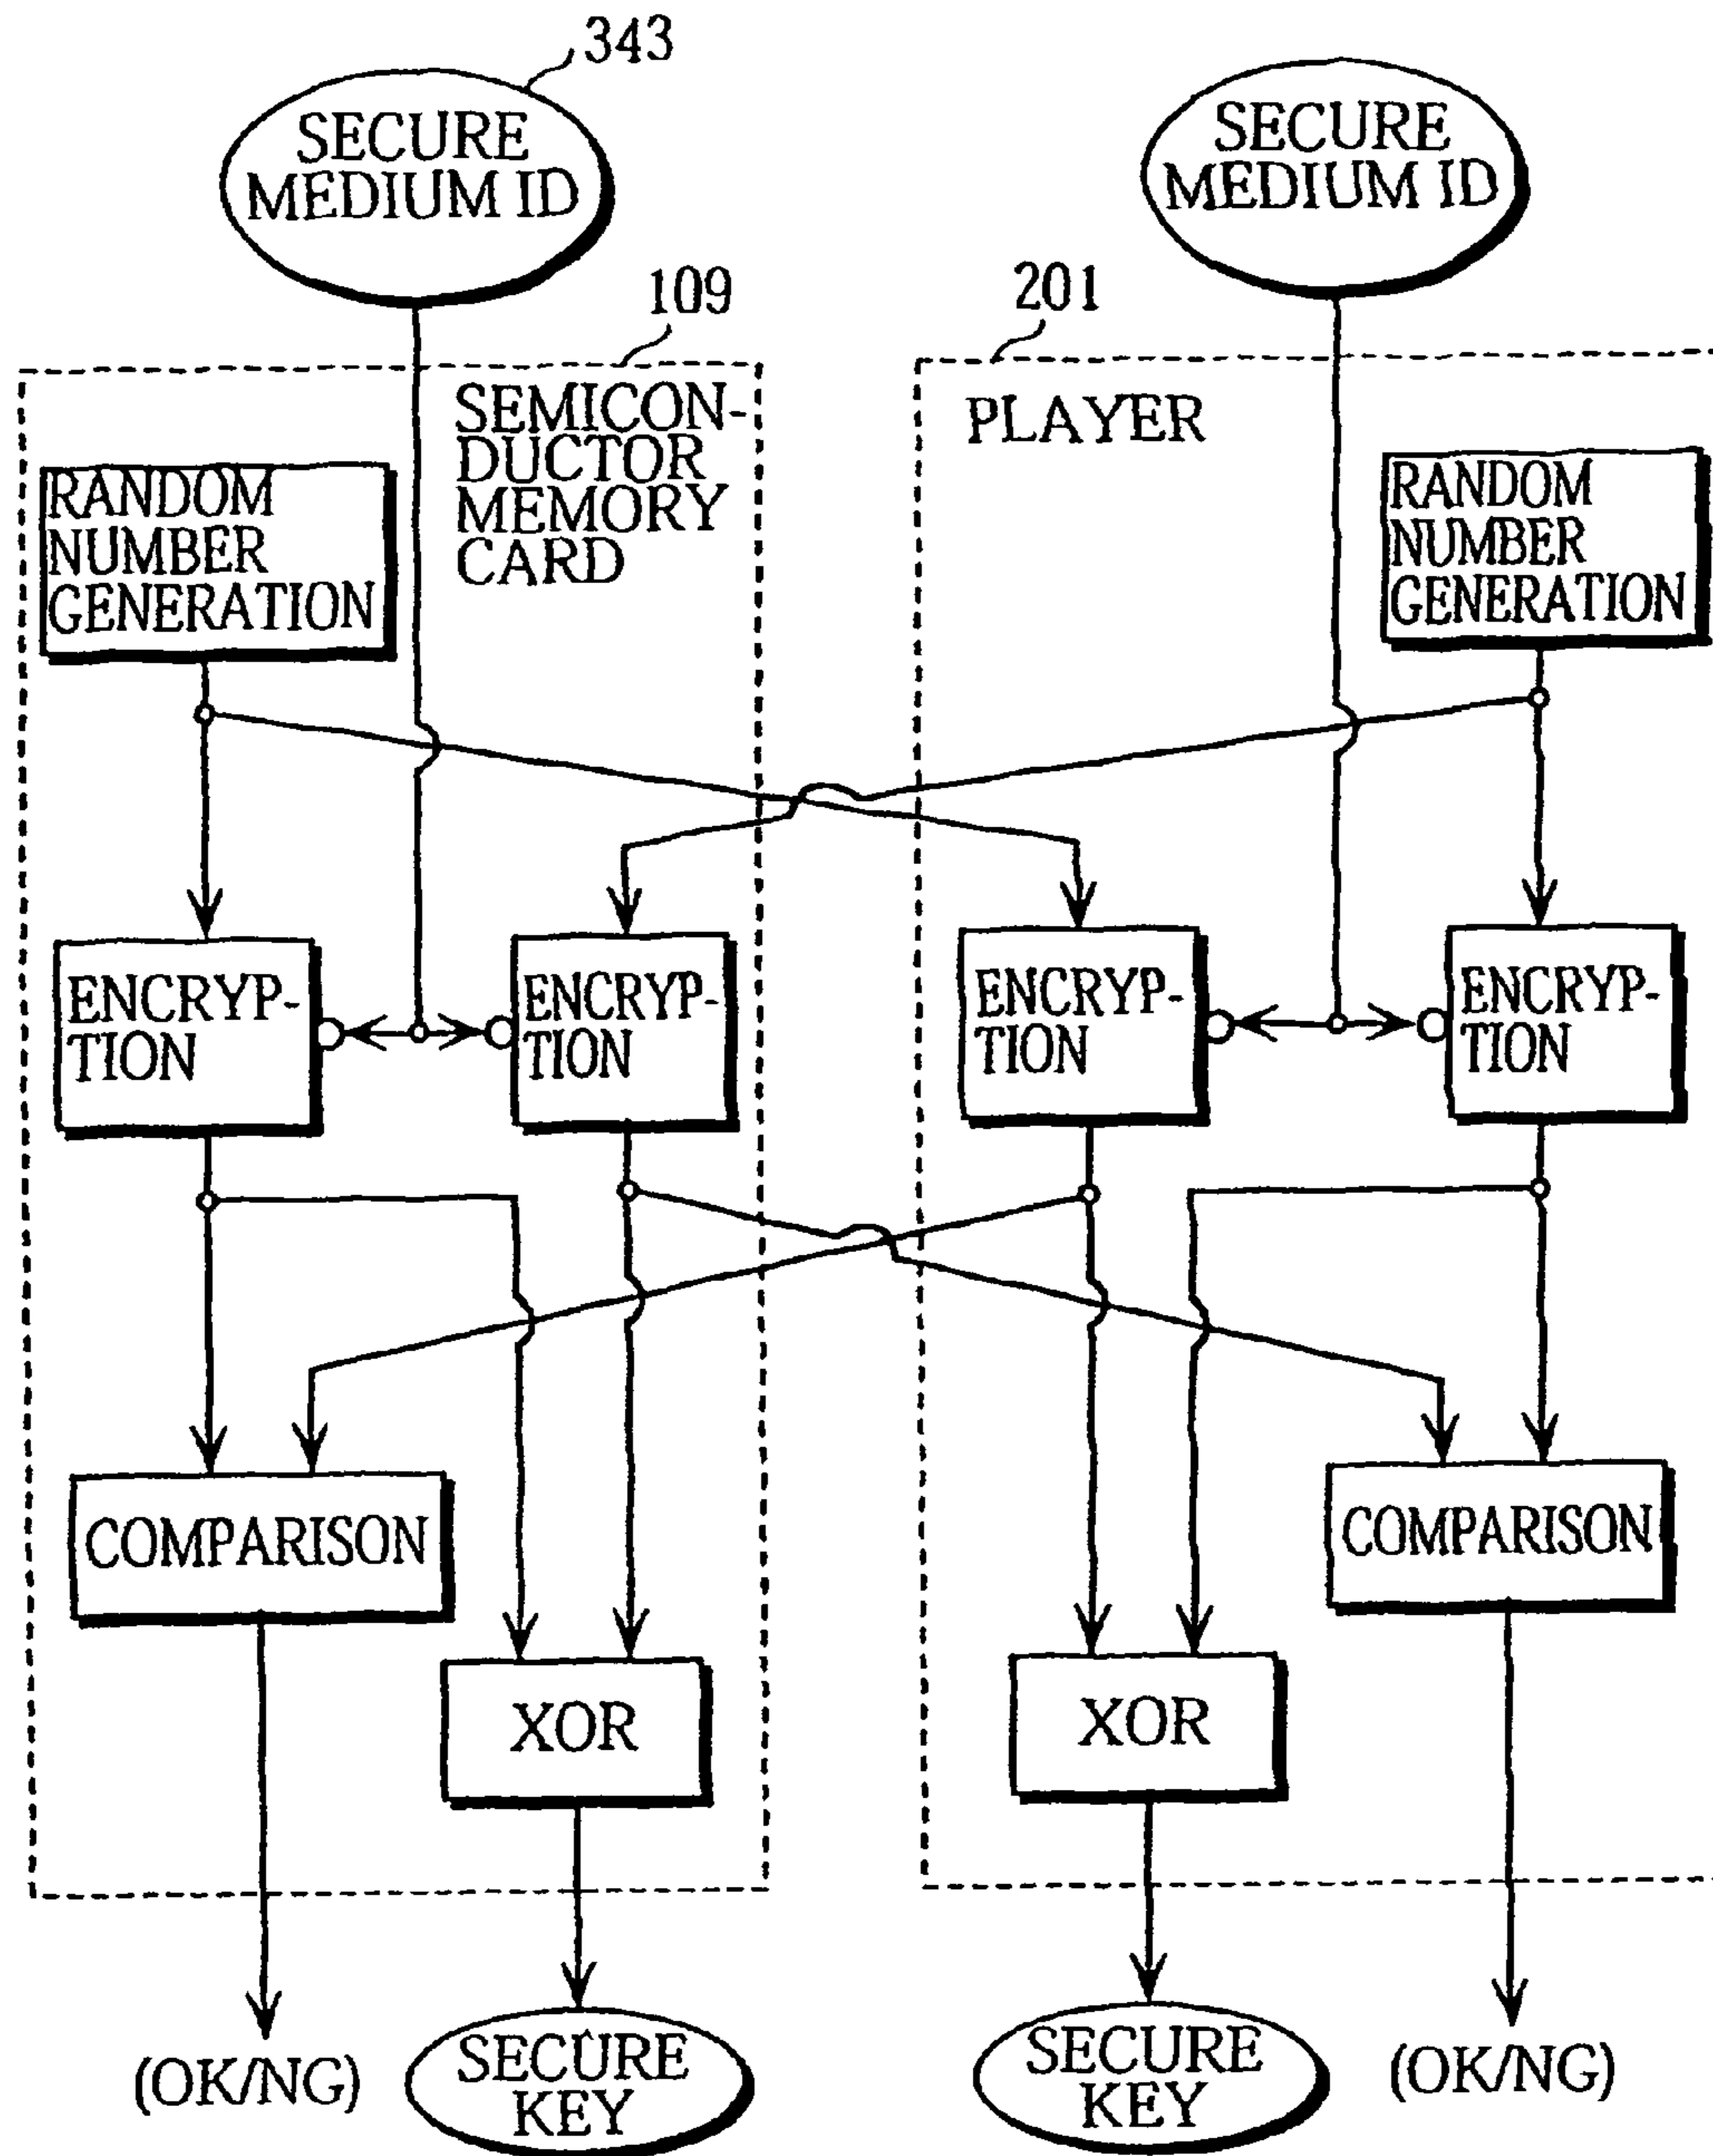 343
SECURE
MEDIUM ID
SECURE
MEDIUM ID
109
201
SEMICON-
DUCTOR
MEMORY
CARD
PLAYER
RANDOM
NUMBER
GENERATION
RANDOM
NUMBER
GENERATION
ENCRYP-
TION
ENCRYP-
TION
ENCRYP-
TION
ENCRYP-
TION
COMPARISON
COMPARISON
XOR
XOR
(OK/NG)
SECURE
KEY
SECURE
KEY
(OK/NG)